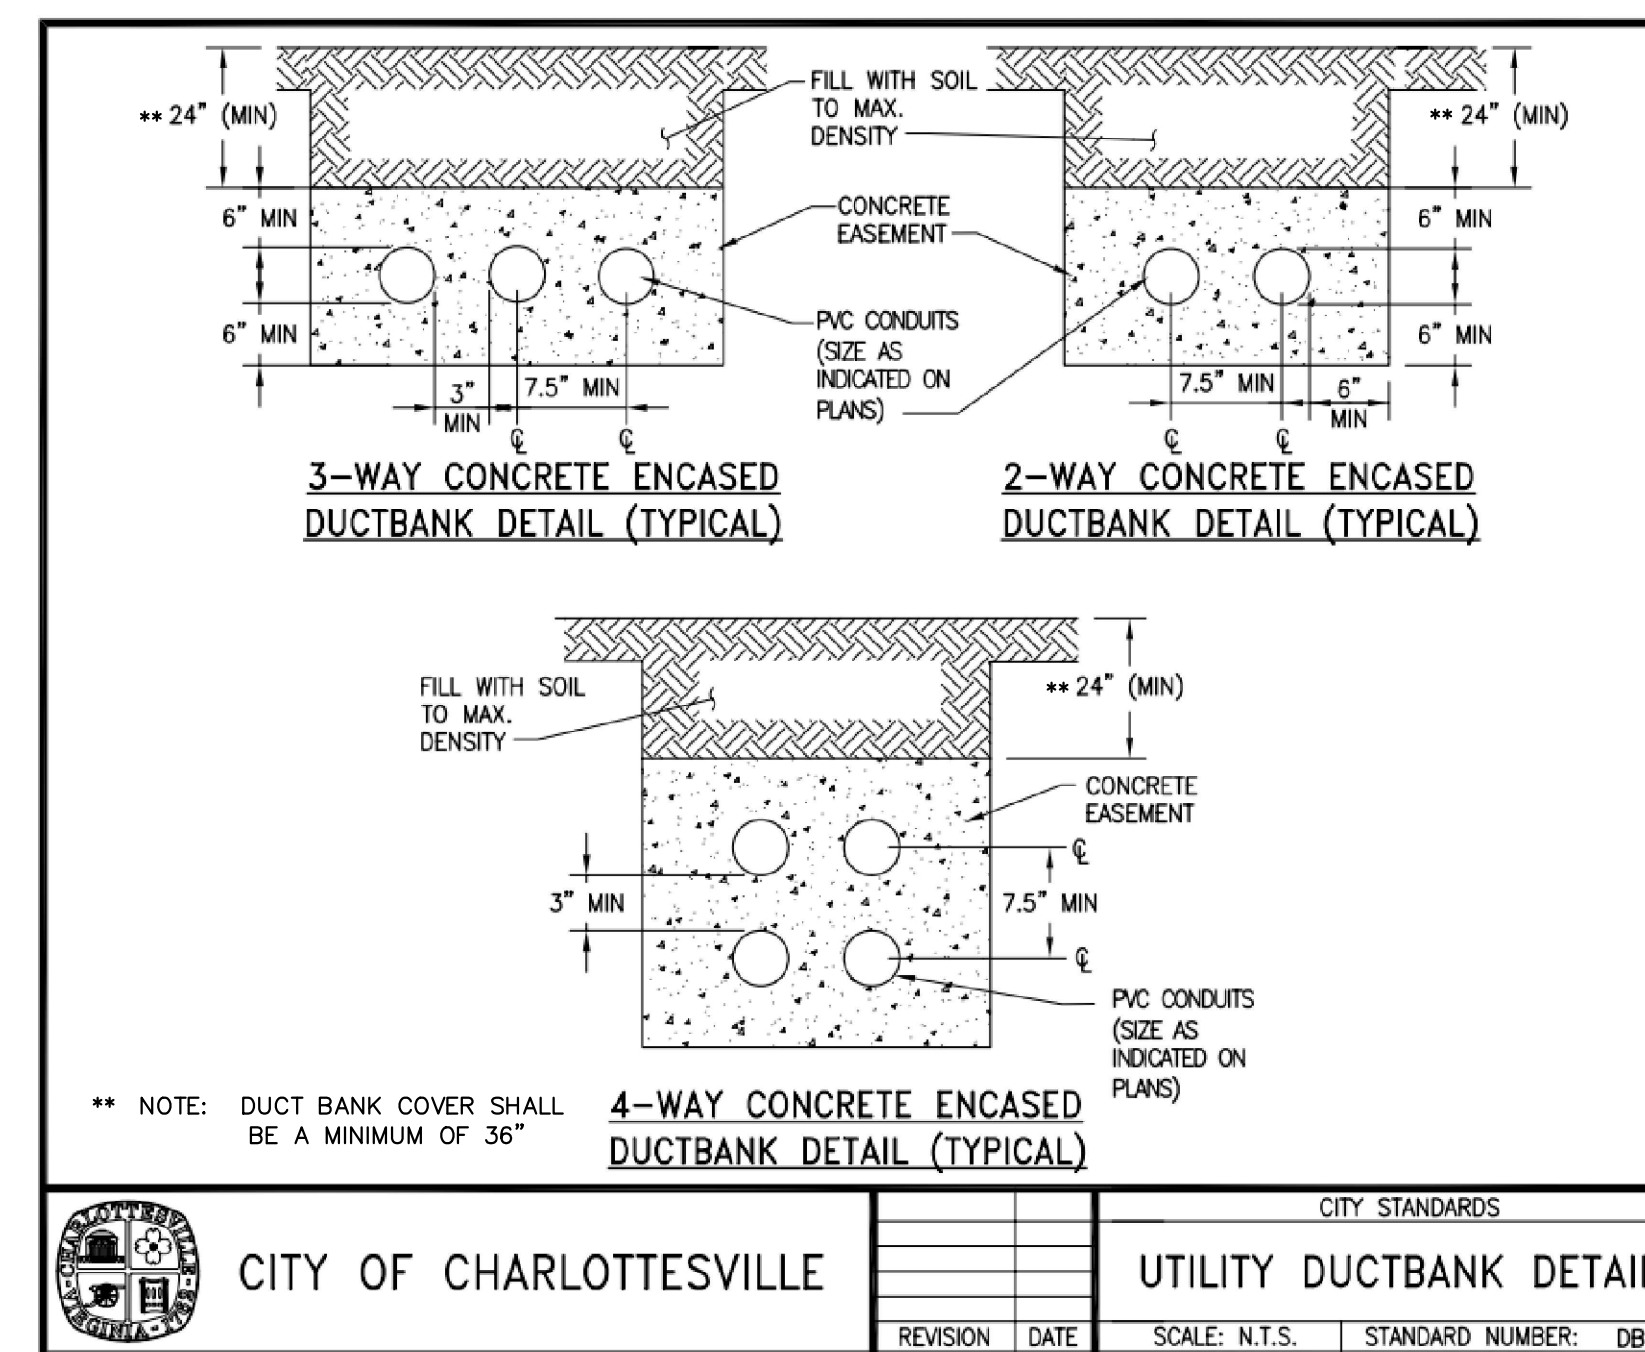 ** 24" (MIN)
6" MIN
6" MIN
3"
MIN
7.5" MIN
℄
℄
3-WAY CONCRETE ENCASED
DUCTBANK DETAIL (TYPICAL)
FILL WITH SOIL
TO MAX.
DENSITY
CONCRETE
EASEMENT
PVC CONDUITS
(SIZE AS
INDICATED ON
PLANS)
** 24" (MIN)
6" MIN
6" MIN
7.5" MIN
6"
MIN
℄
℄
2-WAY CONCRETE ENCASED
DUCTBANK DETAIL (TYPICAL)
FILL WITH SOIL
TO MAX.
DENSITY
** 24" (MIN)
CONCRETE
EASEMENT
3" MIN
℄
7.5" MIN
℄
PVC CONDUITS
(SIZE AS
INDICATED ON
PLANS)
4-WAY CONCRETE ENCASED
DUCTBANK DETAIL (TYPICAL)
** NOTE: DUCT BANK COVER SHALL
BE A MINIMUM OF 36"
CHARLOTTESVILLE
VIRGINIA-1762
CITY OF CHARLOTTESVILLE
REVISION DATE
CITY STANDARDS
UTILITY DUCTBANK DETAI
SCALE: N.T.S. STANDARD NUMBER: DB